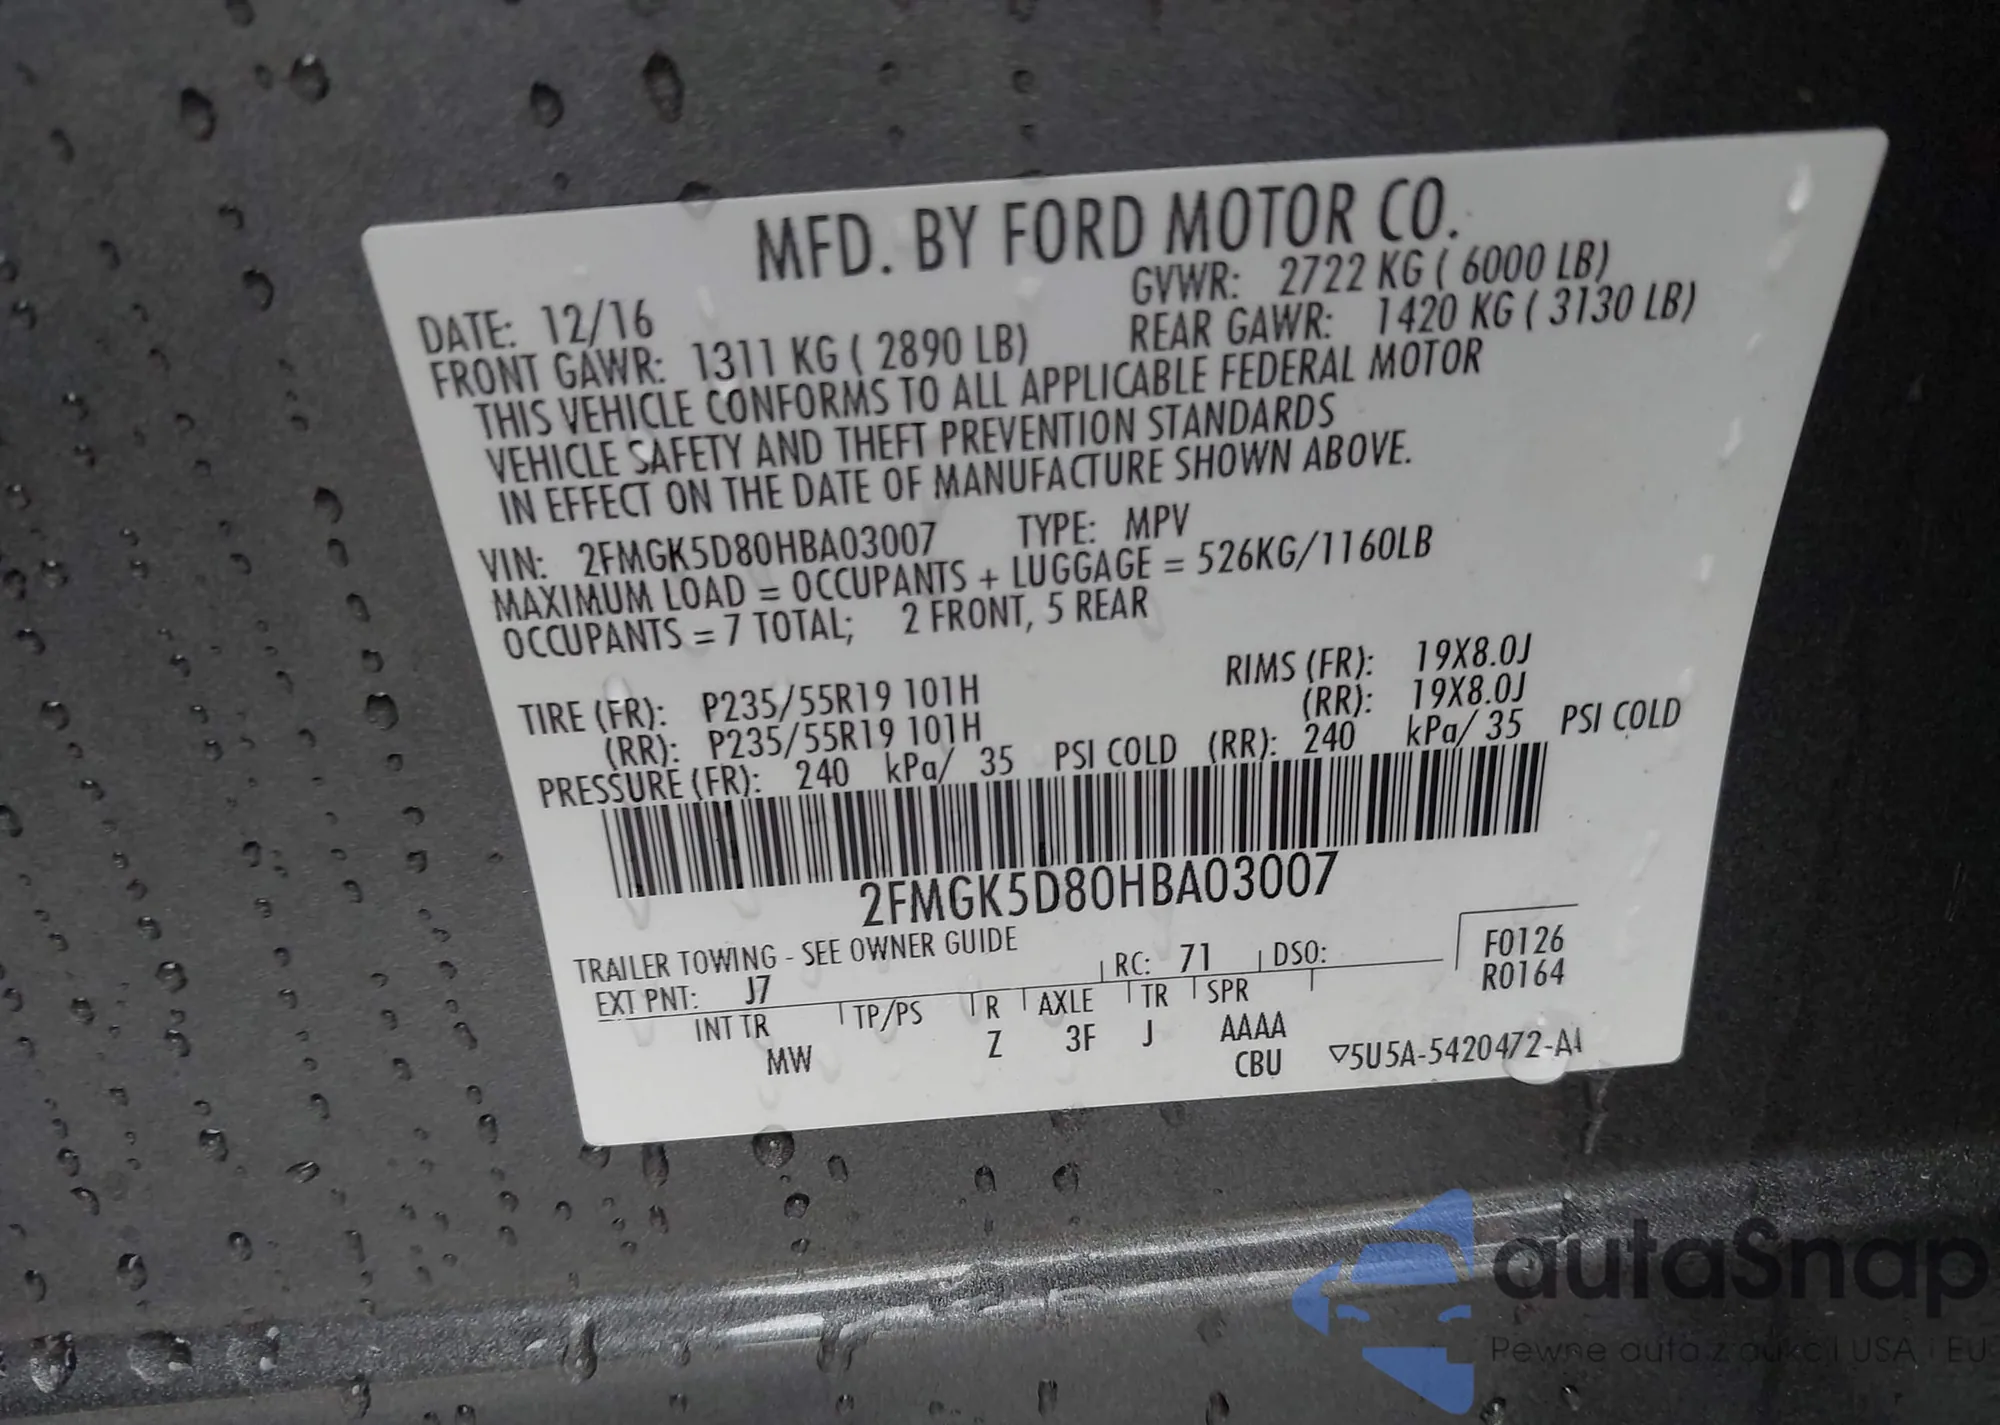 MFD. BY FORD MOTOR CO.
DATE: 12/16 GVWR: 2722 KG ( 6000 LB)
FRONT GAWR: 1311 KG ( 2890 LB) REAR GAWR: 1420 KG ( 3130 LB)
THIS VEHICLE CONFORMS TO ALL APPLICABLE FEDERAL MOTOR
VEHICLE SAFETY AND THEFT PREVENTION STANDARDS
IN EFFECT ON THE DATE OF MANUFACTURE SHOWN ABOVE.
VIN: 2FMGK5D80HBA03007 TYPE: MPV
MAXIMUM LOAD = OCCUPANTS + LUGGAGE = 526KG/1160LB
OCCUPANTS = 7 TOTAL; 2 FRONT, 5 REAR
TIRE (FR): P235/55R19 101H RIMS (FR): 19X8.0J
(RR): P235/55R19 101H (RR): 19X8.0J
PRESSURE (FR): 240 kPa/ 35 PSI COLD (RR): 240 kPa/ 35 PSI COLD
2FMGK5D80HBA03007
TRAILER TOWING - SEE OWNER GUIDE
EXT PNT: J7 RC: 71 DSO: F0126
R0164
INT TR TP/PS R AXLE TR SPR
MW Z 3F J AAAA
CBU ▽5U5A-5420472-AA
autaSnap
Pewne auta z aukcji USA i EU